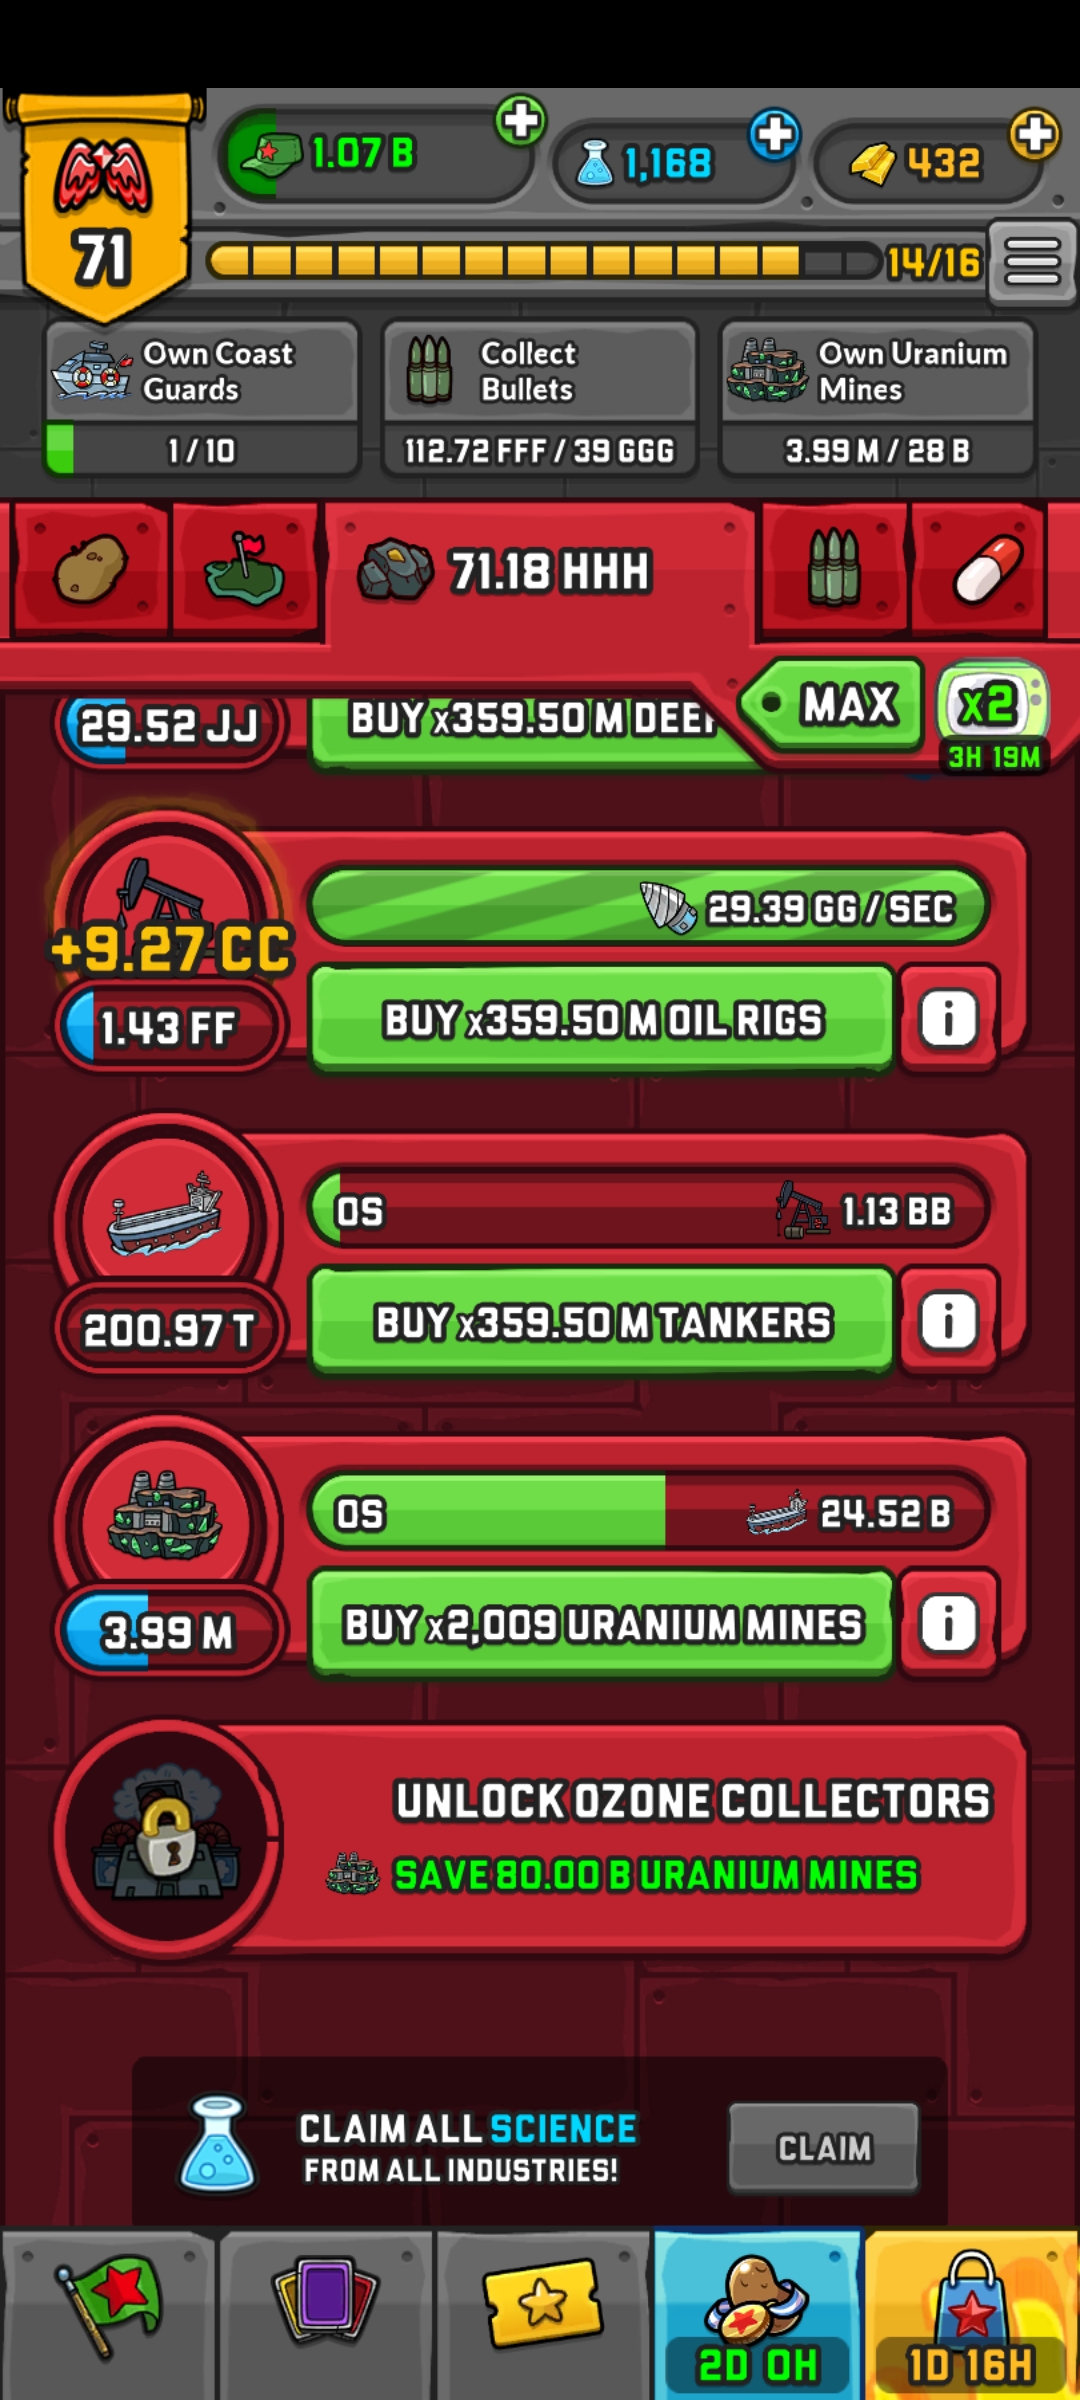 71
1.07 B
1,168
432
14/16
Own Coast
Guards
1 / 10
Collect
Bullets
112.72 FFF / 39 GGG
Own Uranium
Mines
3.99 M / 28 B
71.18 HHH
MAX
x2
3H 19M
29.52 JJ
BUY x359.50 M DEEP
29.39 GG / SEC
+9.27 CC
1.43 FF
BUY x359.50 M OIL RIGS
i
0S
1.13 BB
200.97 T
BUY x359.50 M TANKERS
i
0S
24.52 B
3.99 M
BUY x2,009 URANIUM MINES
i
UNLOCK OZONE COLLECTORS
SAVE 80.00 B URANIUM MINES
CLAIM ALL SCIENCE
FROM ALL INDUSTRIES!
CLAIM
2D 0H
1D 16H